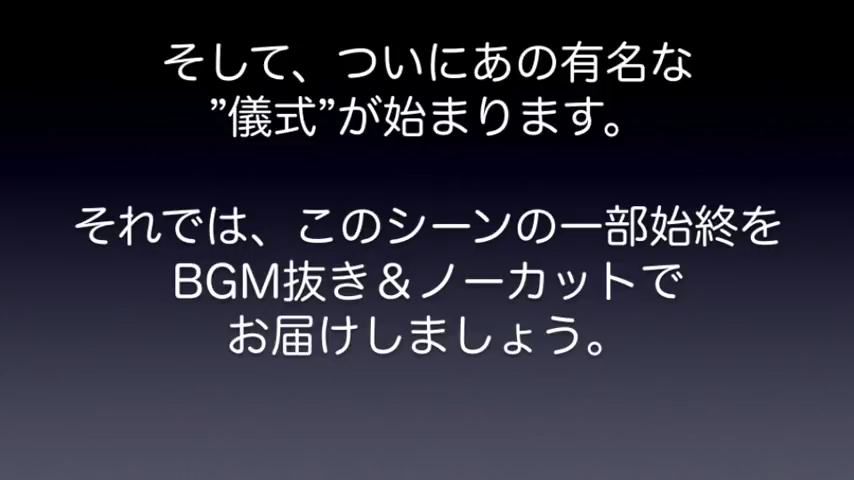 そして、ついにあの有名な
”儀式”が始まります。
それでは、このシーンの一部始終を
BGM抜き＆ノーカットで
お届けしましょう。